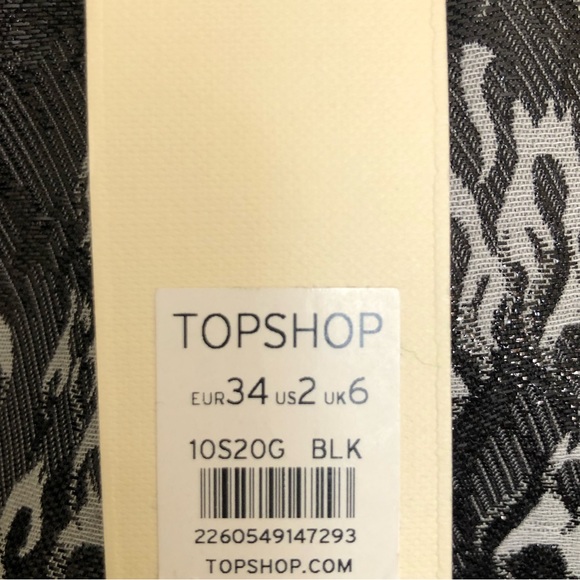 TOPSHOP
EUR34 US2 UK6
10S20G BLK
2260549147293
TOPSHOP.COM